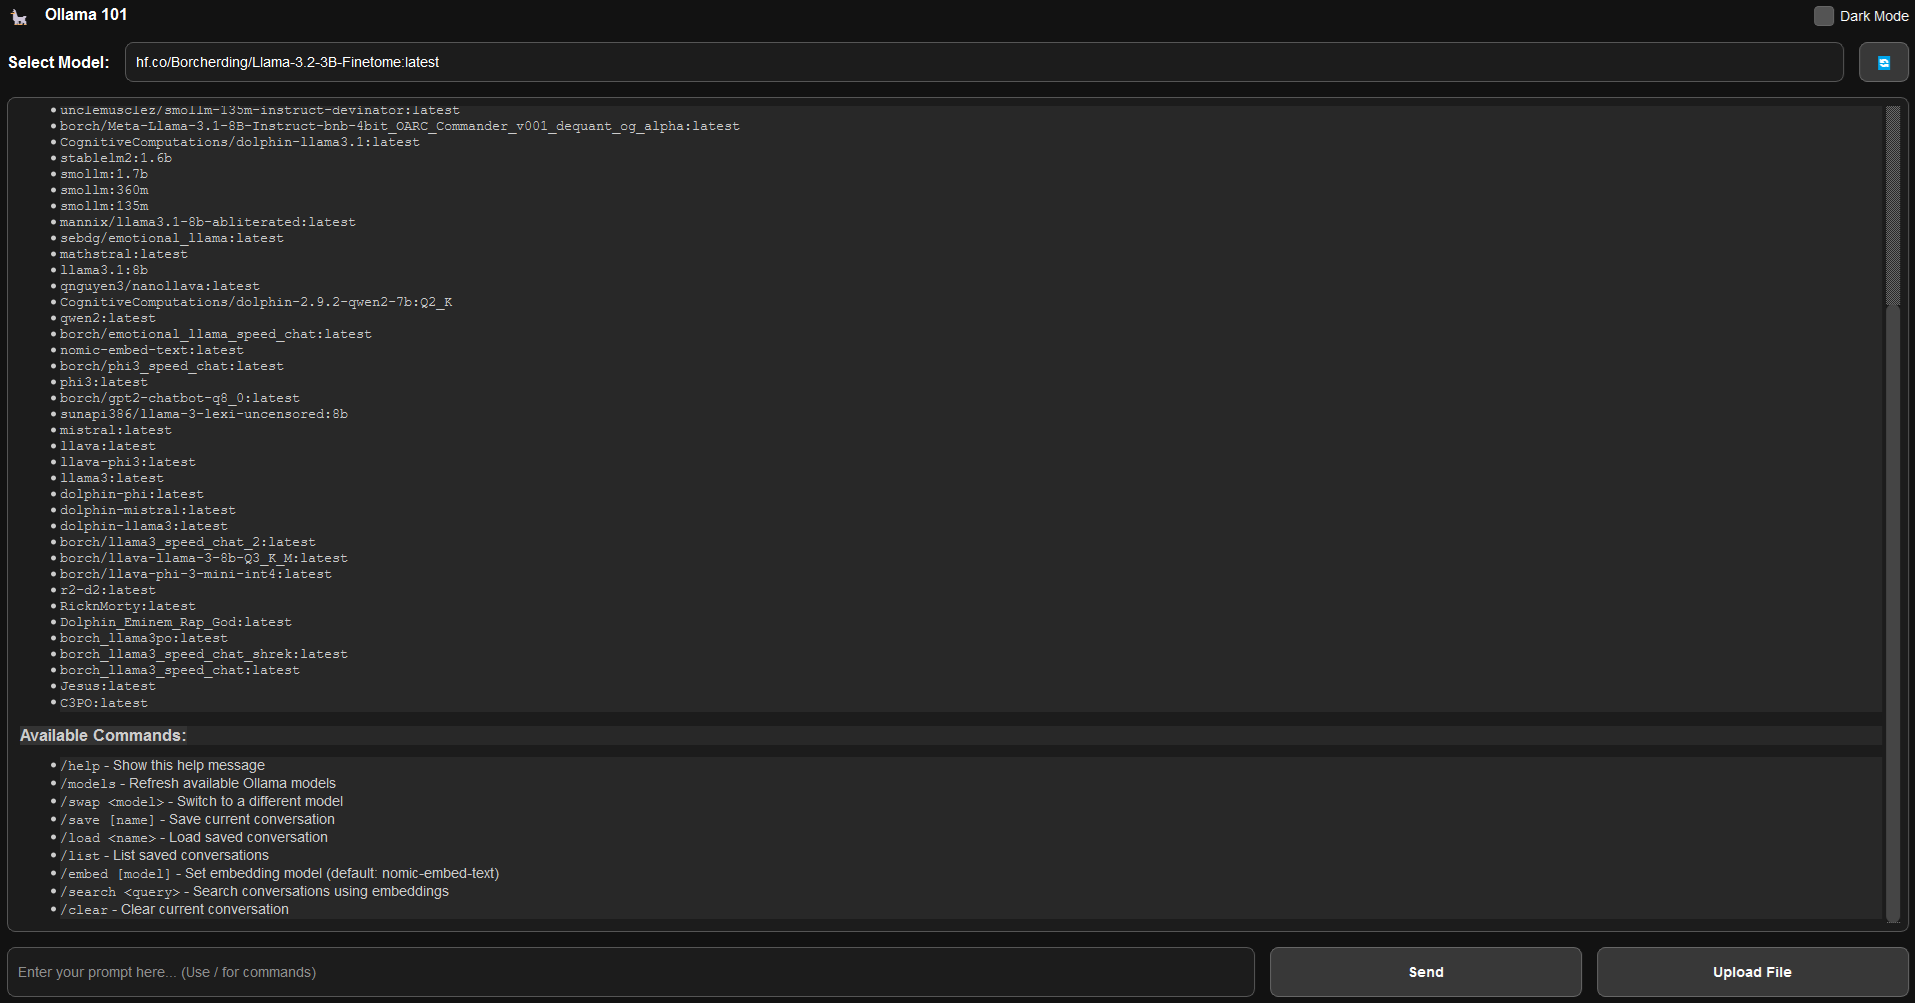 Ollama 101
Dark Mode
Select Model:
hf.co/Borcherding/Llama-3.2-3B-Finetome:latest
unclemusclez/smollm-135m-instruct-devinator:latest
borch/Meta-Llama-3.1-8B-Instruct-bnb-4bit_OARC_Commander_v001_dequant_og_alpha:latest
CognitiveComputations/dolphin-llama3.1:latest
stablelm2:1.6b
smollm:1.7b
smollm:360m
smollm:135m
mannix/llama3.1-8b-abliterated:latest
sebdg/emotional_llama:latest
mathstral:latest
llama3.1:8b
qnguyen3/nanollava:latest
CognitiveComputations/dolphin-2.9.2-qwen2-7b:Q2_K
qwen2:latest
borch/emotional_llama_speed_chat:latest
nomic-embed-text:latest
borch/phi3_speed_chat:latest
phi3:latest
borch/gpt2-chatbot-q8_0:latest
sunapi386/llama-3-lexi-uncensored:8b
mistral:latest
llava:latest
llava-phi3:latest
llama3:latest
dolphin-phi:latest
dolphin-mistral:latest
dolphin-llama3:latest
borch/llama3_speed_chat_2:latest
borch/llava-llama-3-8b-Q3_K_M:latest
borch/llava-phi-3-mini-int4:latest
r2-d2:latest
RicknMorty:latest
Dolphin_Eminem_Rap_God:latest
borch_llama3po:latest
borch_llama3_speed_chat_shrek:latest
borch_llama3_speed_chat:latest
Jesus:latest
C3PO:latest
Available Commands:
/help - Show this help message
/models - Refresh available Ollama models
/swap <model> - Switch to a different model
/save [name] - Save current conversation
/load <name> - Load saved conversation
/list - List saved conversations
/embed [model] - Set embedding model (default: nomic-embed-text)
/search <query> - Search conversations using embeddings
/clear - Clear current conversation
Enter your prompt here... (Use / for commands)
Send
Upload File